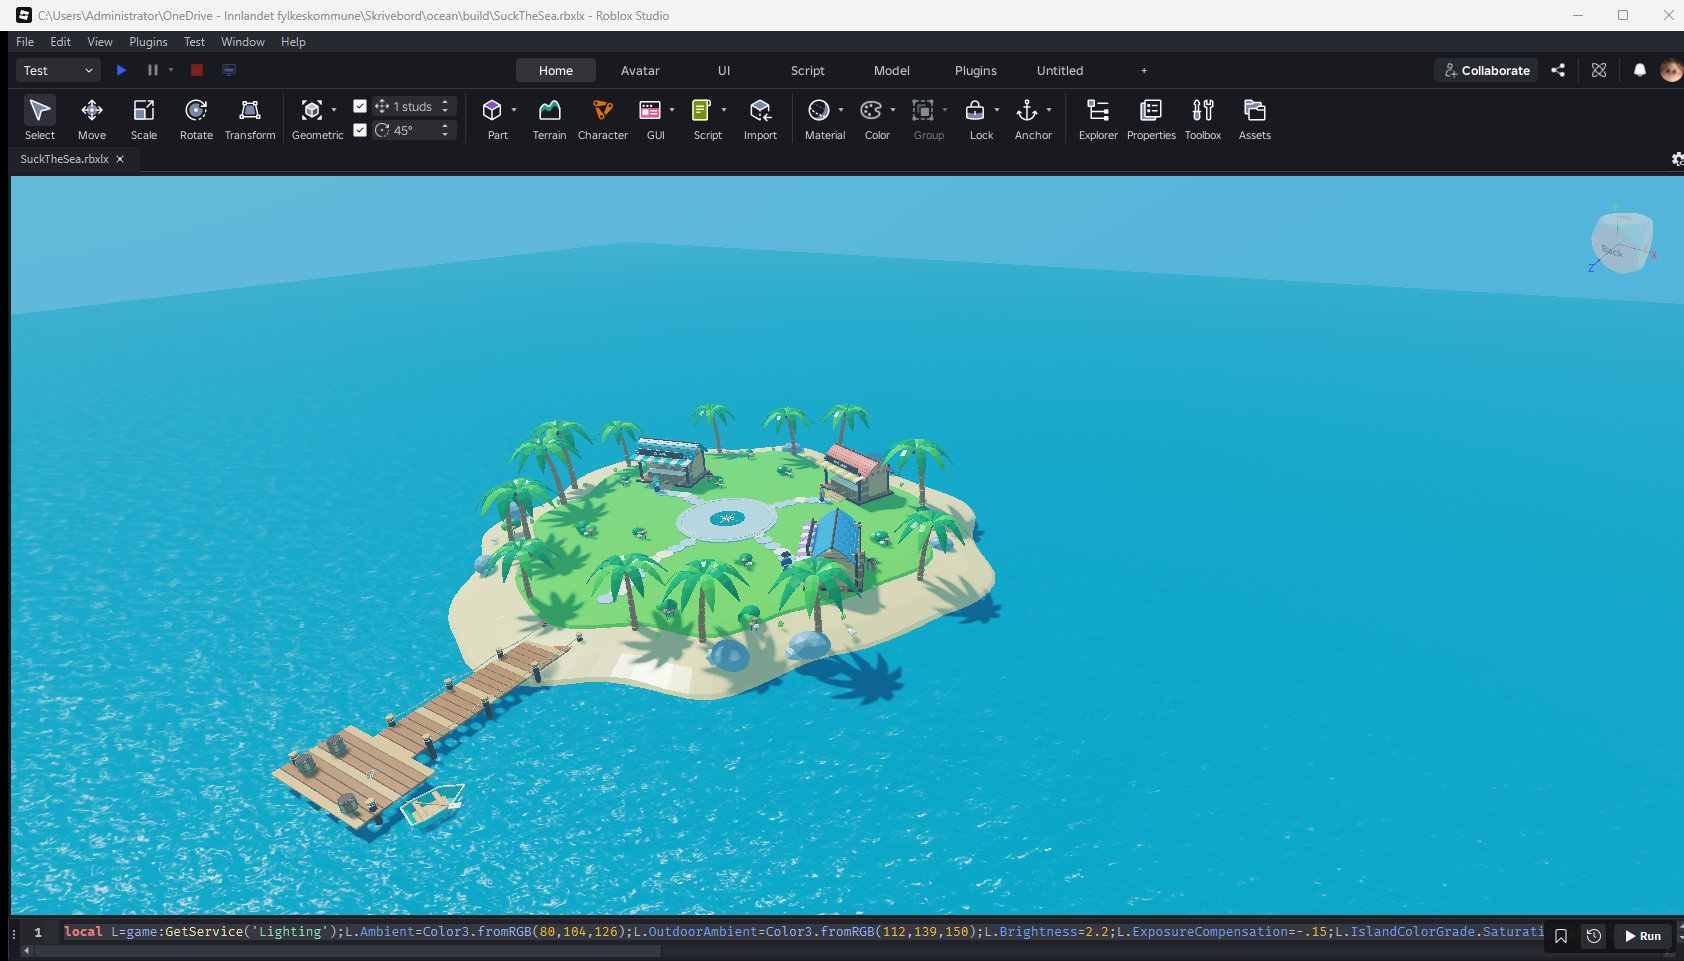 C:\Users\Administrator\OneDrive - Innlandet fylkeskommune\Skrivebord\ocean\build\SuckTheSea.rbxlx - Roblox Studio
File Edit View Plugins Test Window Help
Test Home Avatar UI Script Model Plugins Untitled + Collaborate
1 studs
45°
Select Move Scale Rotate Transform Geometric Part Terrain Character GUI Script Import Material Color Group Lock Anchor Explorer Properties Toolbox Assets
SuckTheSea.rbxlx
Y
Back
X
Z
1 local L=game:GetService('Lighting');L.Ambient=Color3.fromRGB(80,104,126);L.OutdoorAmbient=Color3.fromRGB(112,139,150);L.Brightness=2.2;L.ExposureCompensation=-.15;L.IslandColorGrade.Saturati
Run